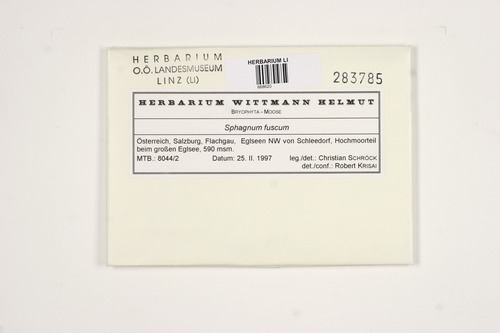 HERBARIUM
O.Ö. LANDESMUSEUM
LINZ (LI)
HERBARIUM LI
283785
HERBARIUM WITTMANN HELMUT
BRYOPHYTA - MOOSE
Sphagnum fuscum
Österreich, Salzburg, Flachgau, Eglseen NW von Schleedorf, Hochmoorteil
beim großen Eglsee, 590 msm.
MTB.: 8044/2 Datum: 25. II. 1997 leg./det.: Christian SCHRÖCK
det./conf.: Robert KRISAI